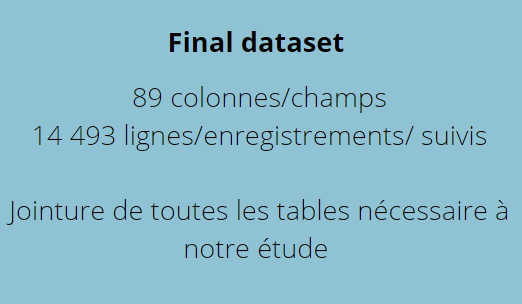 Final dataset
89 colonnes/champs
14 493 lignes/enregistrements/ suivis
Jointure de toutes les tables nécessaire à
notre étude